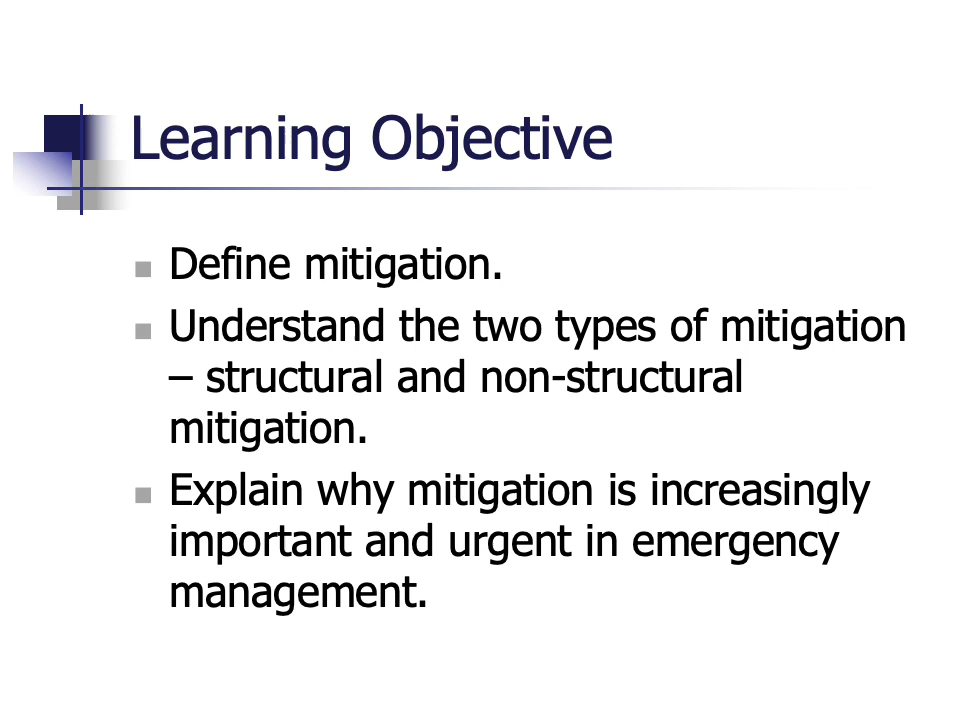 Learning Objective
Define mitigation.
Understand the two types of mitigation
– structural and non-structural
mitigation.
Explain why mitigation is increasingly
important and urgent in emergency
management.